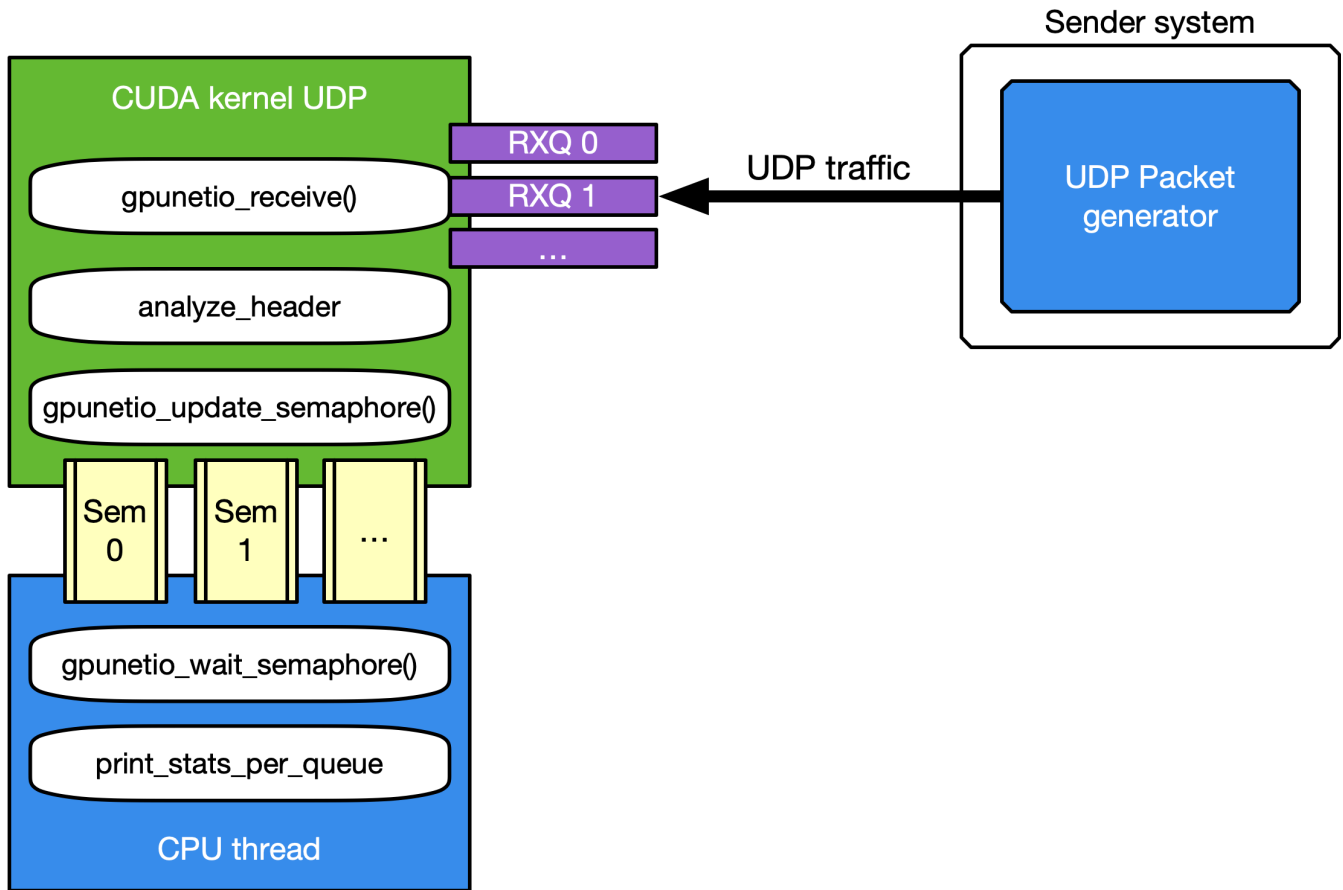 Sender system
CUDA kernel UDP
RXQ 0
gpunetio_receive()
RXQ 1
...
UDP traffic
UDP Packet
generator
analyze_header
gpunetio_update_semaphore()
Sem
0
Sem
1
...
gpunetio_wait_semaphore()
print_stats_per_queue
CPU thread